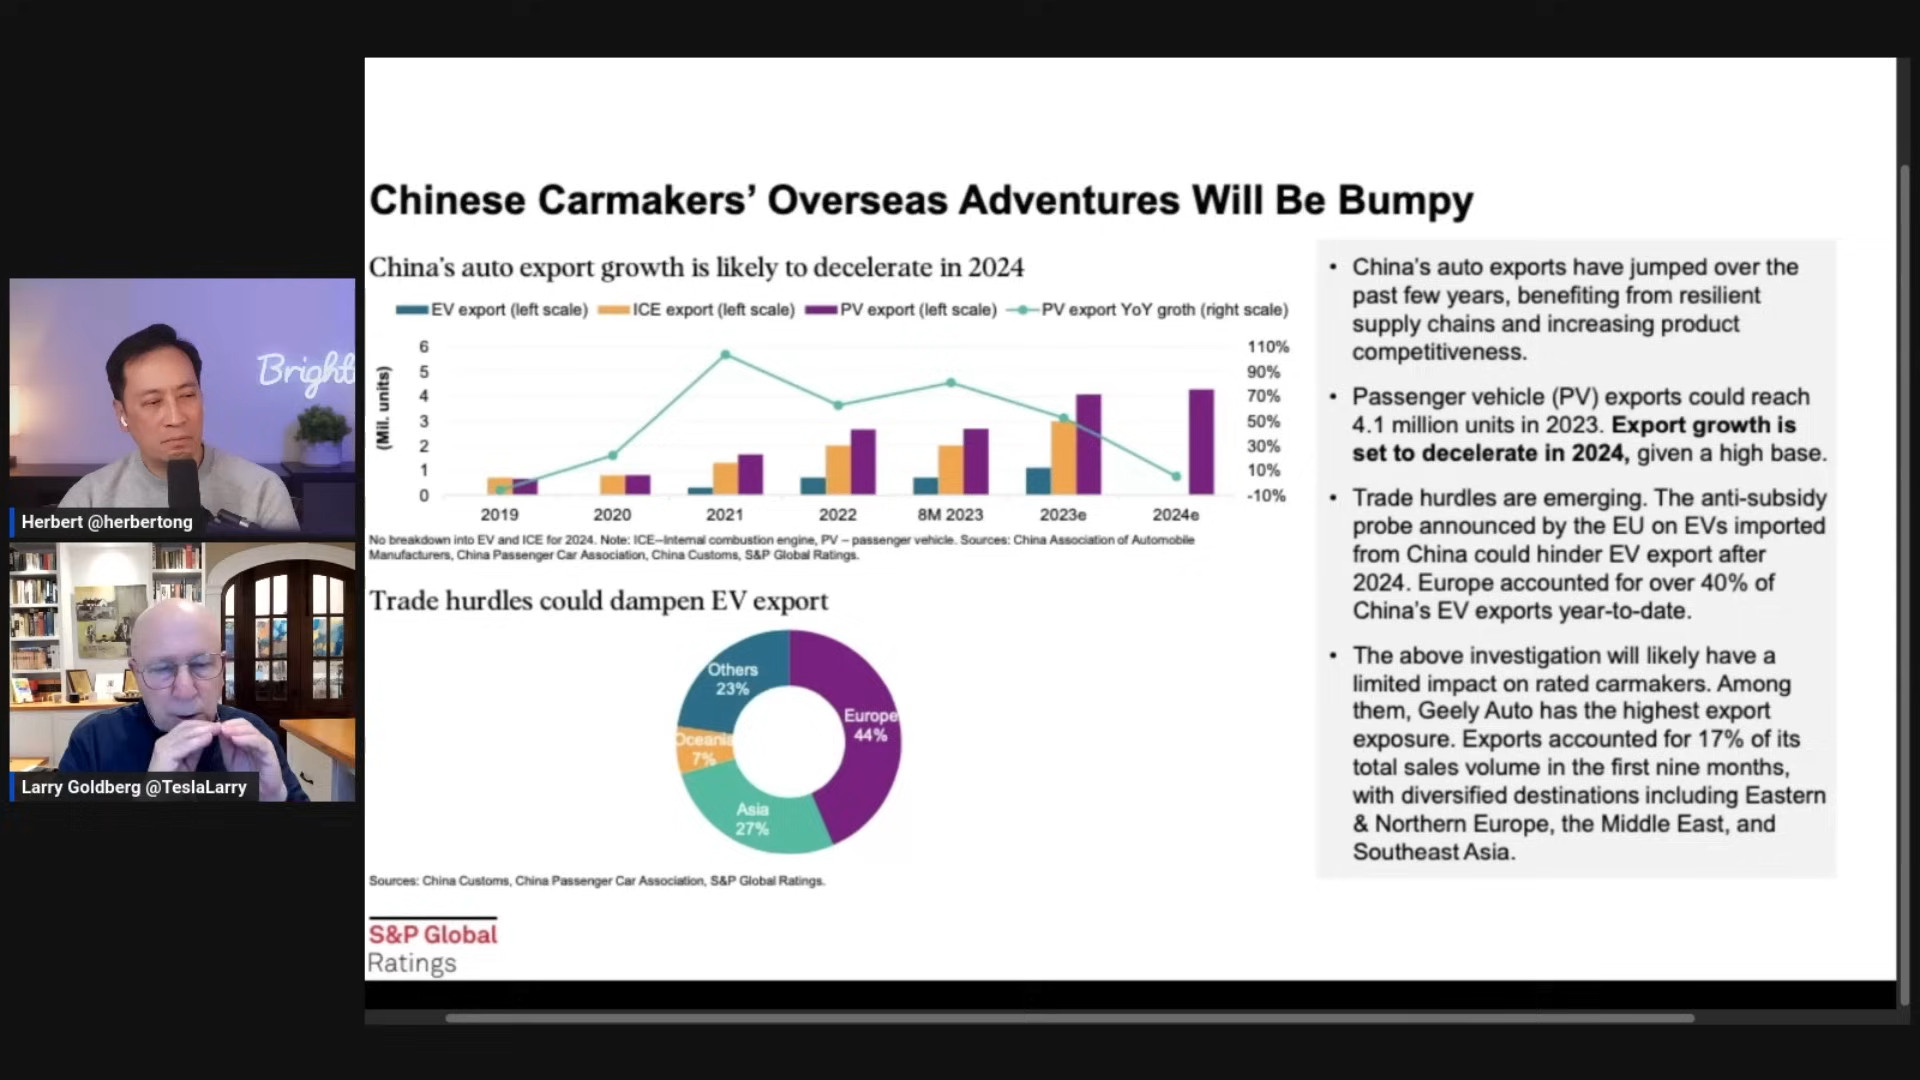 Chinese Carmakers’ Overseas Adventures Will Be Bumpy
China’s auto export growth is likely to decelerate in 2024
EV export (left scale) ICE export (left scale) PV export (left scale) PV export YoY groth (right scale)
(Mil. units)
6 110%
5 90%
4 70%
3 50%
2 30%
1 10%
0 -10%
2019 2020 2021 2022 8M 2023 2023e 2024e
No breakdown into EV and ICE for 2024. Note: ICE--Internal combustion engine, PV – passenger vehicle. Sources: China Association of Automobile
Manufacturers, China Passenger Car Association, China Customs, S&P Global Ratings.
Trade hurdles could dampen EV export
Others
23%
Europe
44%
Oceania
7%
Asia
27%
Sources: China Customs, China Passenger Car Association, S&P Global Ratings.
S&P Global
Ratings
• China’s auto exports have jumped over the
past few years, benefiting from resilient
supply chains and increasing product
competitiveness.
• Passenger vehicle (PV) exports could reach
4.1 million units in 2023. Export growth is
set to decelerate in 2024, given a high base.
• Trade hurdles are emerging. The anti-subsidy
probe announced by the EU on EVs imported
from China could hinder EV export after
2024. Europe accounted for over 40% of
China’s EV exports year-to-date.
• The above investigation will likely have a
limited impact on rated carmakers. Among
them, Geely Auto has the highest export
exposure. Exports accounted for 17% of its
total sales volume in the first nine months,
with diversified destinations including Eastern
& Northern Europe, the Middle East, and
Southeast Asia.
Bright
Herbert @herbertong
Larry Goldberg @TeslaLarry